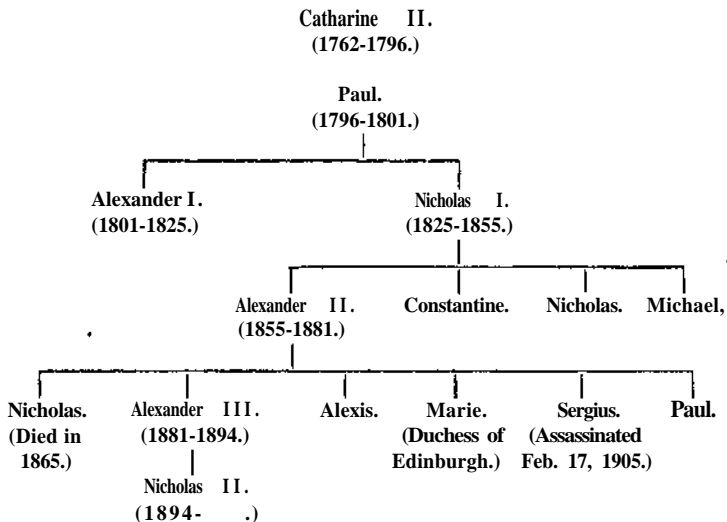 Catharine II.
(1762-1796.)
Paul.
(1796-1801.)
Alexander I.
(1801-1825.)
Nicholas I.
(1825-1855.)
Alexander II.
(1855-1881.)
Constantine.
Nicholas.
Michael,
Nicholas.
(Died in
1865.)
Alexander III.
(1881-1894.)
Alexis.
Marie.
(Duchess of
Edinburgh.)
Sergius.
(Assassinated
Feb. 17, 1905.)
Paul.
Nicholas II.
(1894- .)